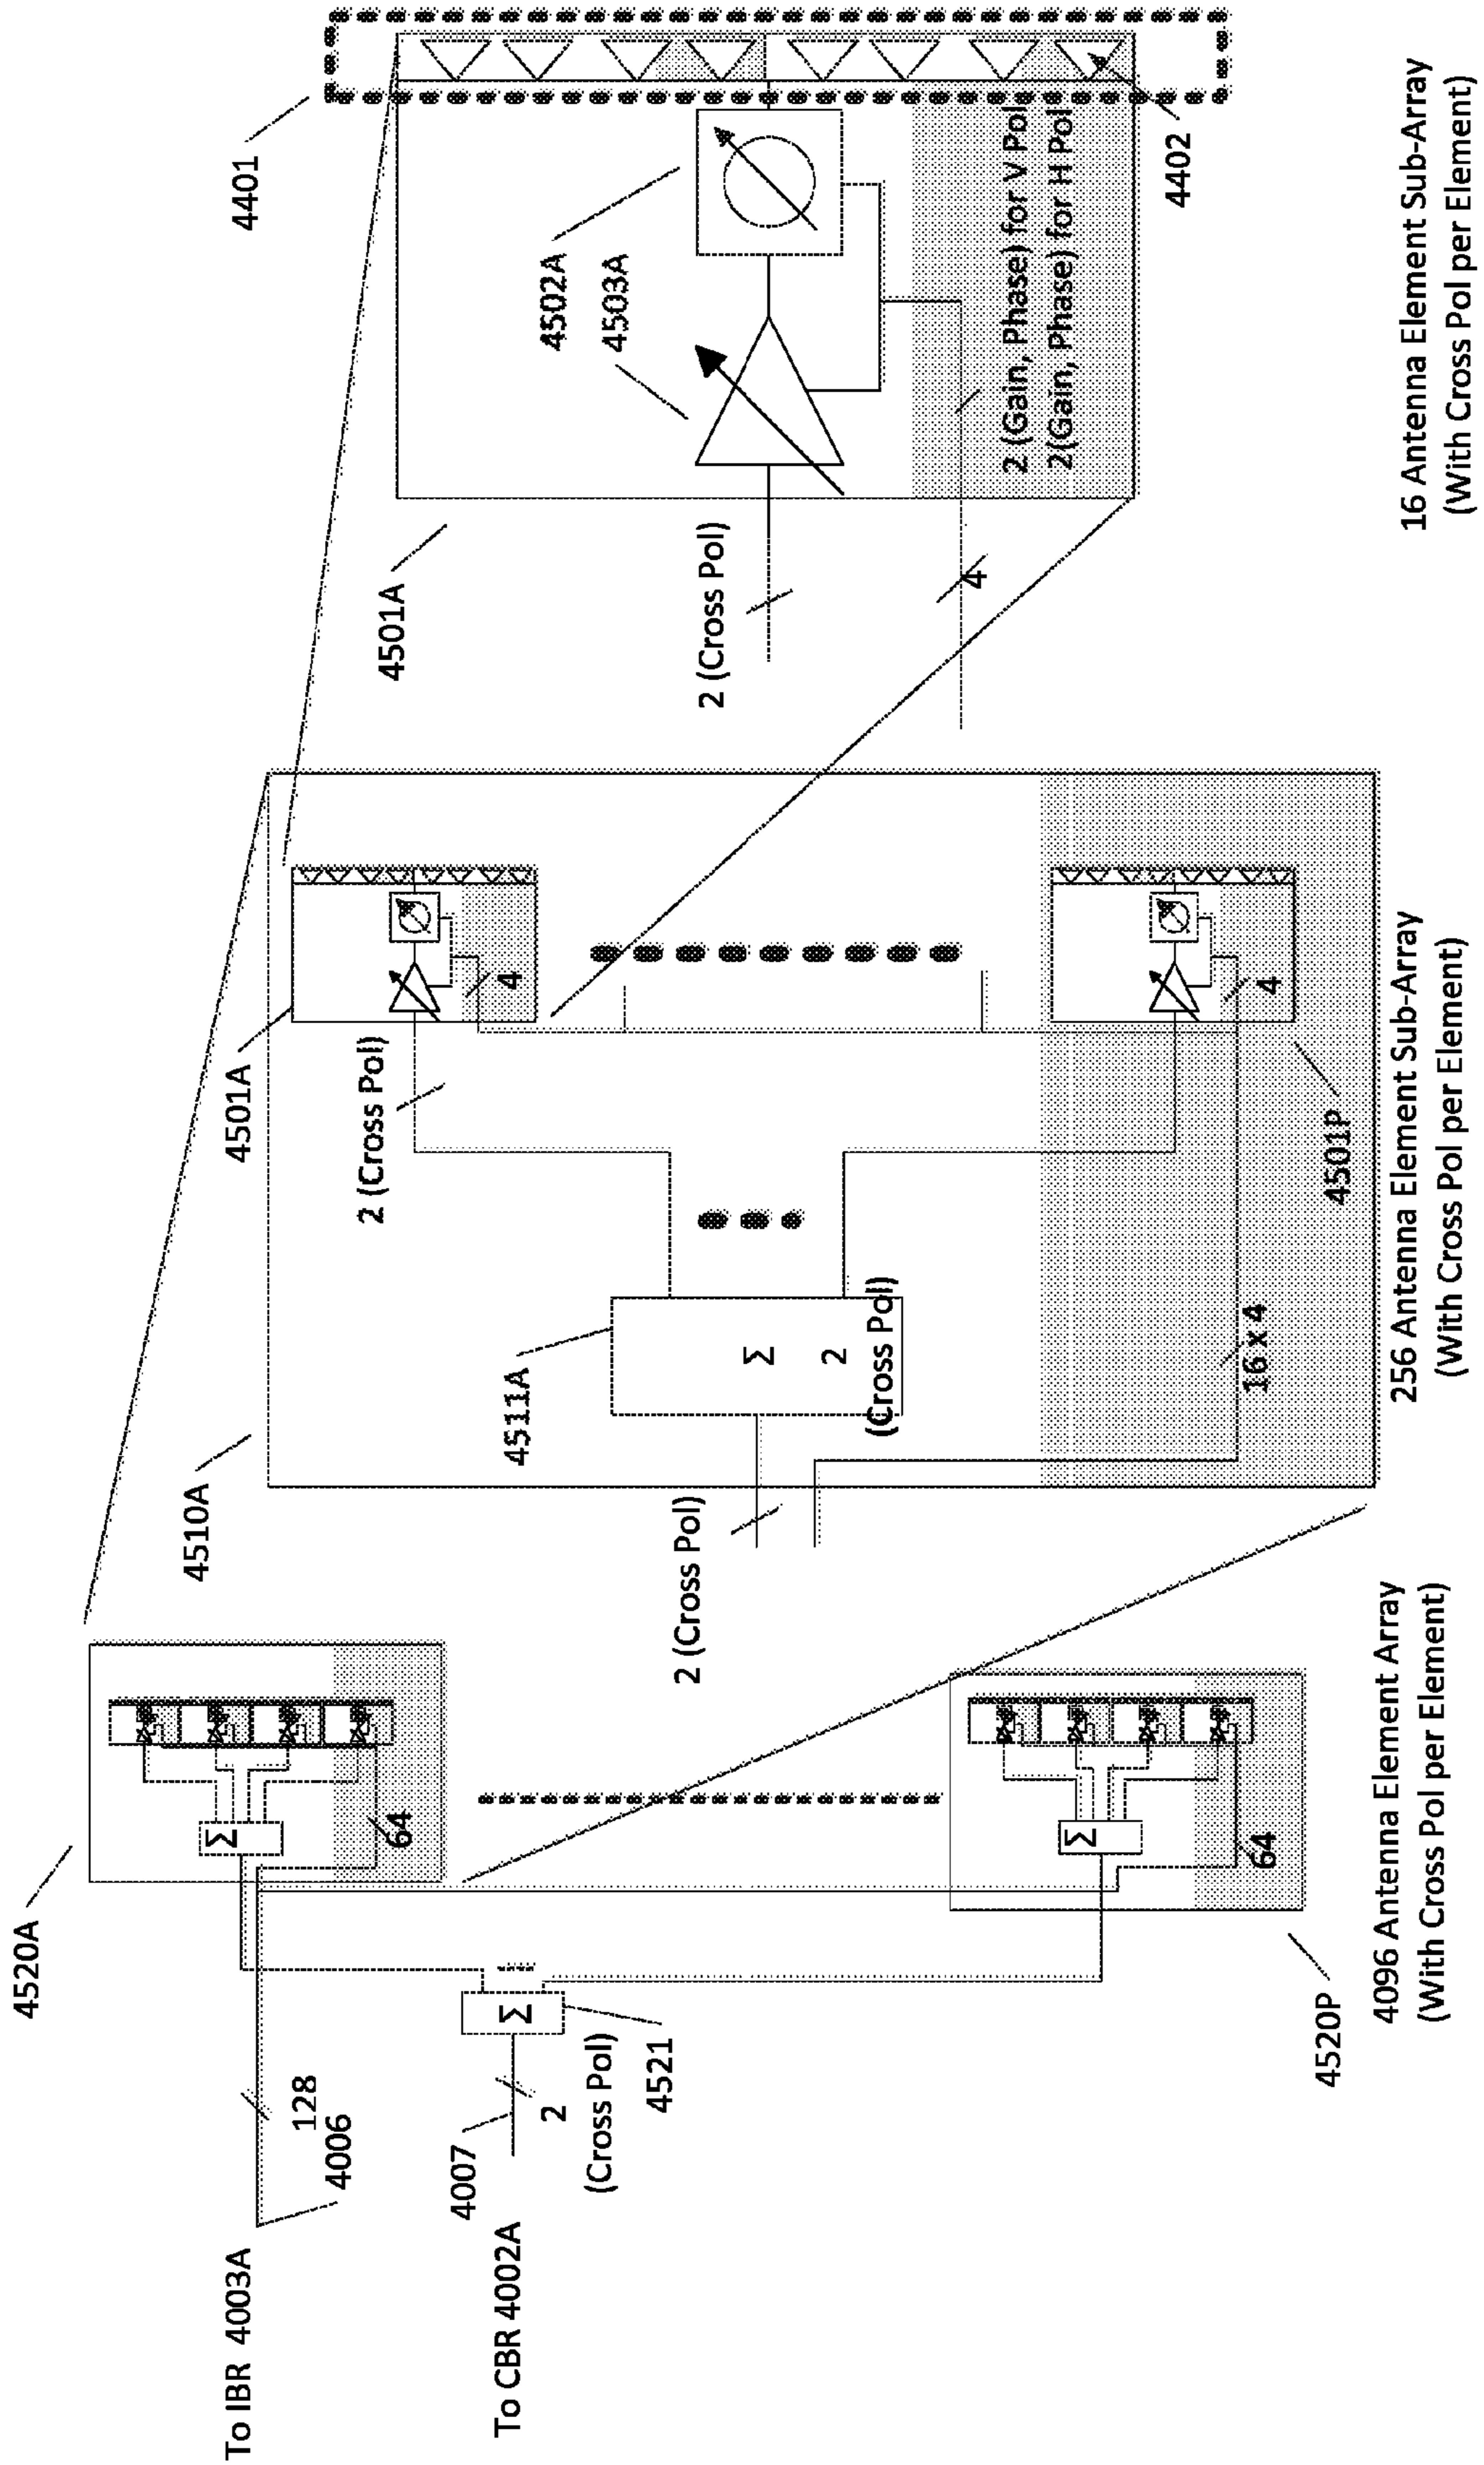 To IBR 4003A
4006
128
4520A
64
To CBR 4002A
4007
2
(Cross Pol)
4521
Σ
Σ
Σ
64
4520P
4096 Antenna Element Array
(With Cross Pol per Element)
4510A
2 (Cross Pol)
4511A
Σ
2
(Cross Pol)
2 (Cross Pol)
4501A
4
4
16 x 4
4501P
256 Antenna Element Sub-Array
(With Cross Pol per Element)
4501A
2 (Cross Pol)
4
4503A
4502A
4401
2 (Gain, Phase) for V Pol
2(Gain, Phase) for H Pol
4402
16 Antenna Element Sub-Array
(With Cross Pol per Element)